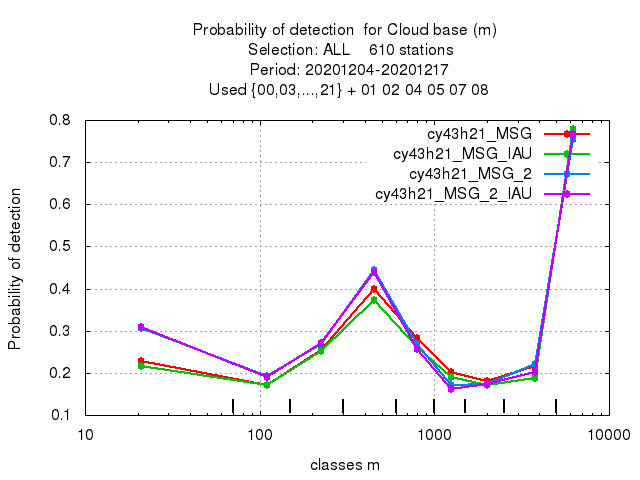 Probability of detection  for Cloud base (m)
Selection: ALL    610 stations
Period: 20201204-20201217
Used {00,03,...,21} + 01 02 04 05 07 08
0.8
0.7
0.6
0.5
0.4
0.3
0.2
0.1
Probability of detection
cy43h21_MSG
cy43h21_MSG_IAU
cy43h21_MSG_2
cy43h21_MSG_2_IAU
10 100 1000 10000
classes m